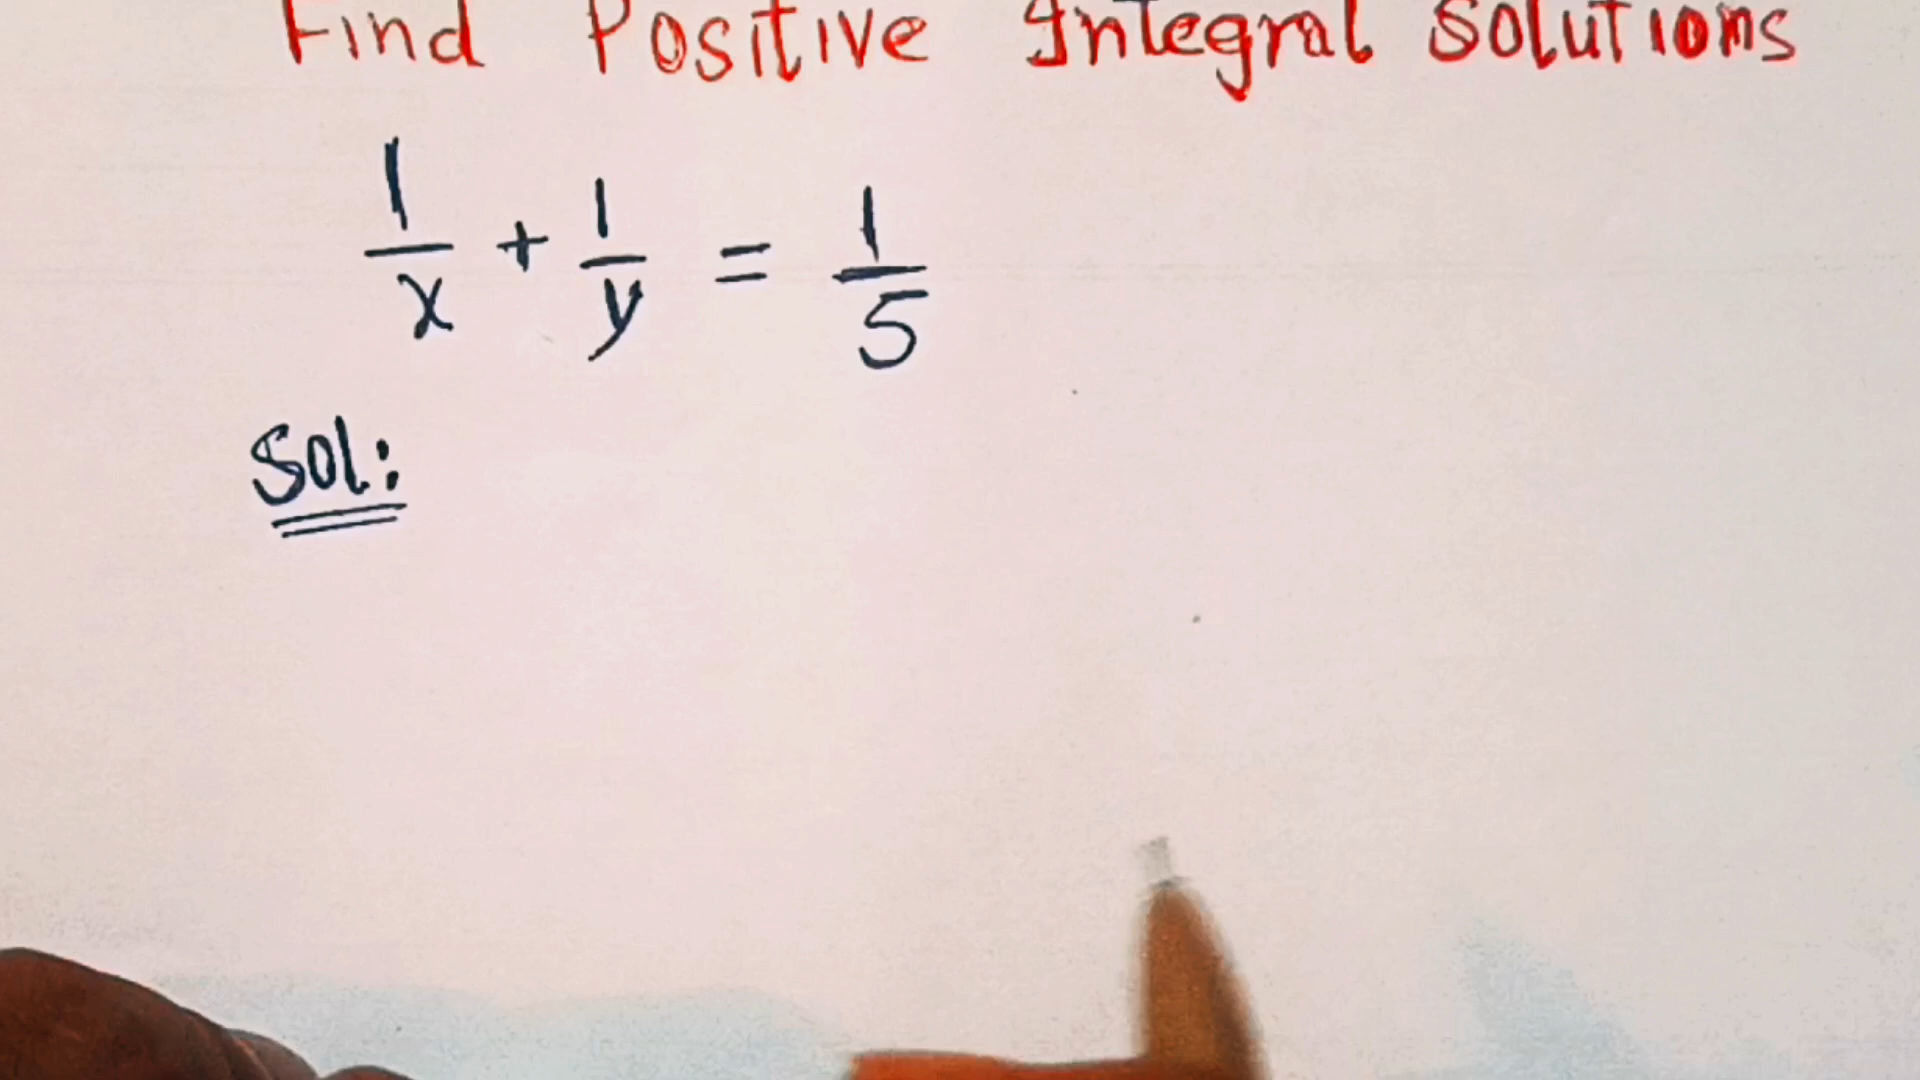 Find Positive Integral Solutions
1/x + 1/y = 1/5
Sol: